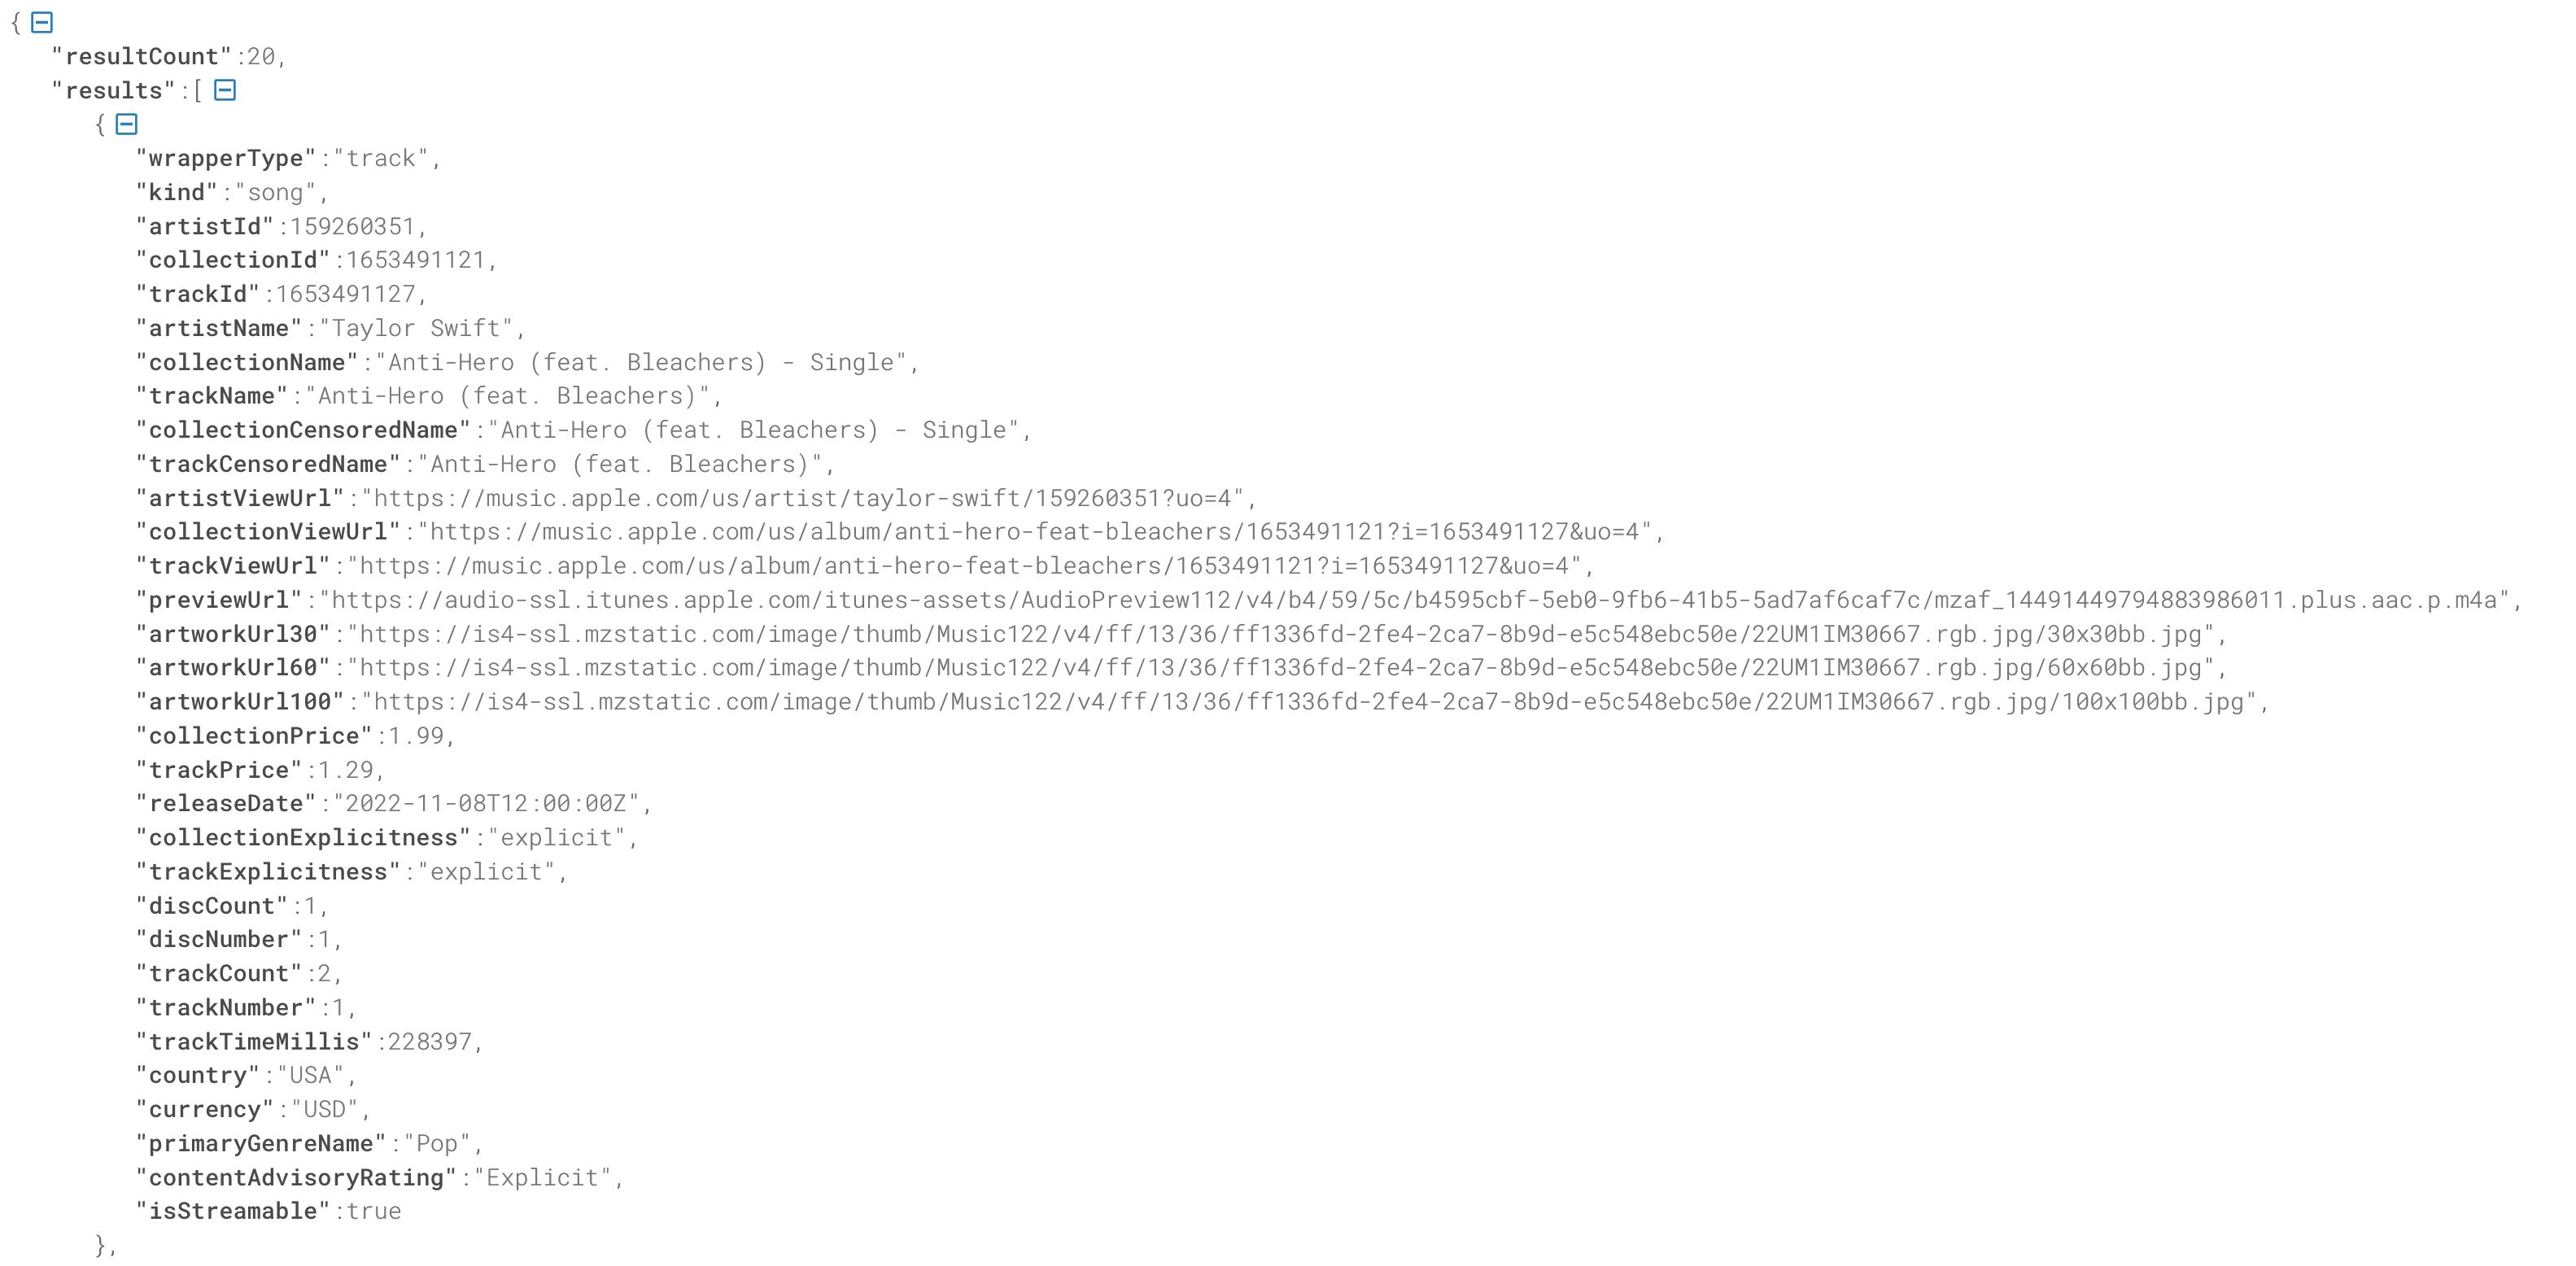 {
"resultCount":20,
"results":[
{
"wrapperType":"track",
"kind":"song",
"artistId":159260351,
"collectionId":1653491121,
"trackId":1653491127,
"artistName":"Taylor Swift",
"collectionName":"Anti-Hero (feat. Bleachers) - Single",
"trackName":"Anti-Hero (feat. Bleachers)",
"collectionCensoredName":"Anti-Hero (feat. Bleachers) - Single",
"trackCensoredName":"Anti-Hero (feat. Bleachers)",
"artistViewUrl":"https://music.apple.com/us/artist/taylor-swift/159260351?uo=4",
"collectionViewUrl":"https://music.apple.com/us/album/anti-hero-feat-bleachers/1653491121?i=1653491127&uo=4",
"trackViewUrl":"https://music.apple.com/us/album/anti-hero-feat-bleachers/1653491121?i=1653491127&uo=4",
"previewUrl":"https://audio-ssl.itunes.apple.com/itunes-assets/AudioPreview112/v4/b4/59/5c/b4595cbf-5eb0-9fb6-41b5-5ad7af6caf7c/mzaf_14491449794883986011.plus.aac.p.m4a",
"artworkUrl30":"https://is4-ssl.mzstatic.com/image/thumb/Music122/v4/ff/13/36/ff1336fd-2fe4-2ca7-8b9d-e5c548ebc50e/22UM1IM30667.rgb.jpg/30x30bb.jpg",
"artworkUrl60":"https://is4-ssl.mzstatic.com/image/thumb/Music122/v4/ff/13/36/ff1336fd-2fe4-2ca7-8b9d-e5c548ebc50e/22UM1IM30667.rgb.jpg/60x60bb.jpg",
"artworkUrl100":"https://is4-ssl.mzstatic.com/image/thumb/Music122/v4/ff/13/36/ff1336fd-2fe4-2ca7-8b9d-e5c548ebc50e/22UM1IM30667.rgb.jpg/100x100bb.jpg",
"collectionPrice":1.99,
"trackPrice":1.29,
"releaseDate":"2022-11-08T12:00:00Z",
"collectionExplicitness":"explicit",
"trackExplicitness":"explicit",
"discCount":1,
"discNumber":1,
"trackCount":2,
"trackNumber":1,
"trackTimeMillis":228397,
"country":"USA",
"currency":"USD",
"primaryGenreName":"Pop",
"contentAdvisoryRating":"Explicit",
"isStreamable":true
},